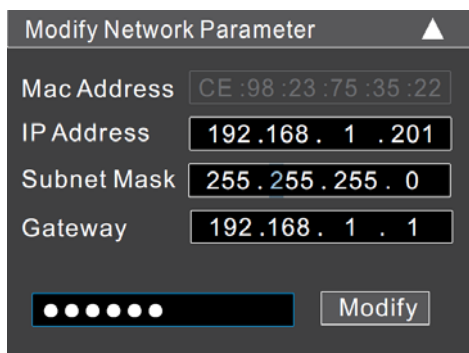 Modify Network Parameter
Mac Address CE :98 :23 :75 :35 :22
IP Address 192 .168 . 1 .201
Subnet Mask 255 . 255 . 255 . 0
Gateway 192 .168 . 1 . 1
●●●●●● Modify